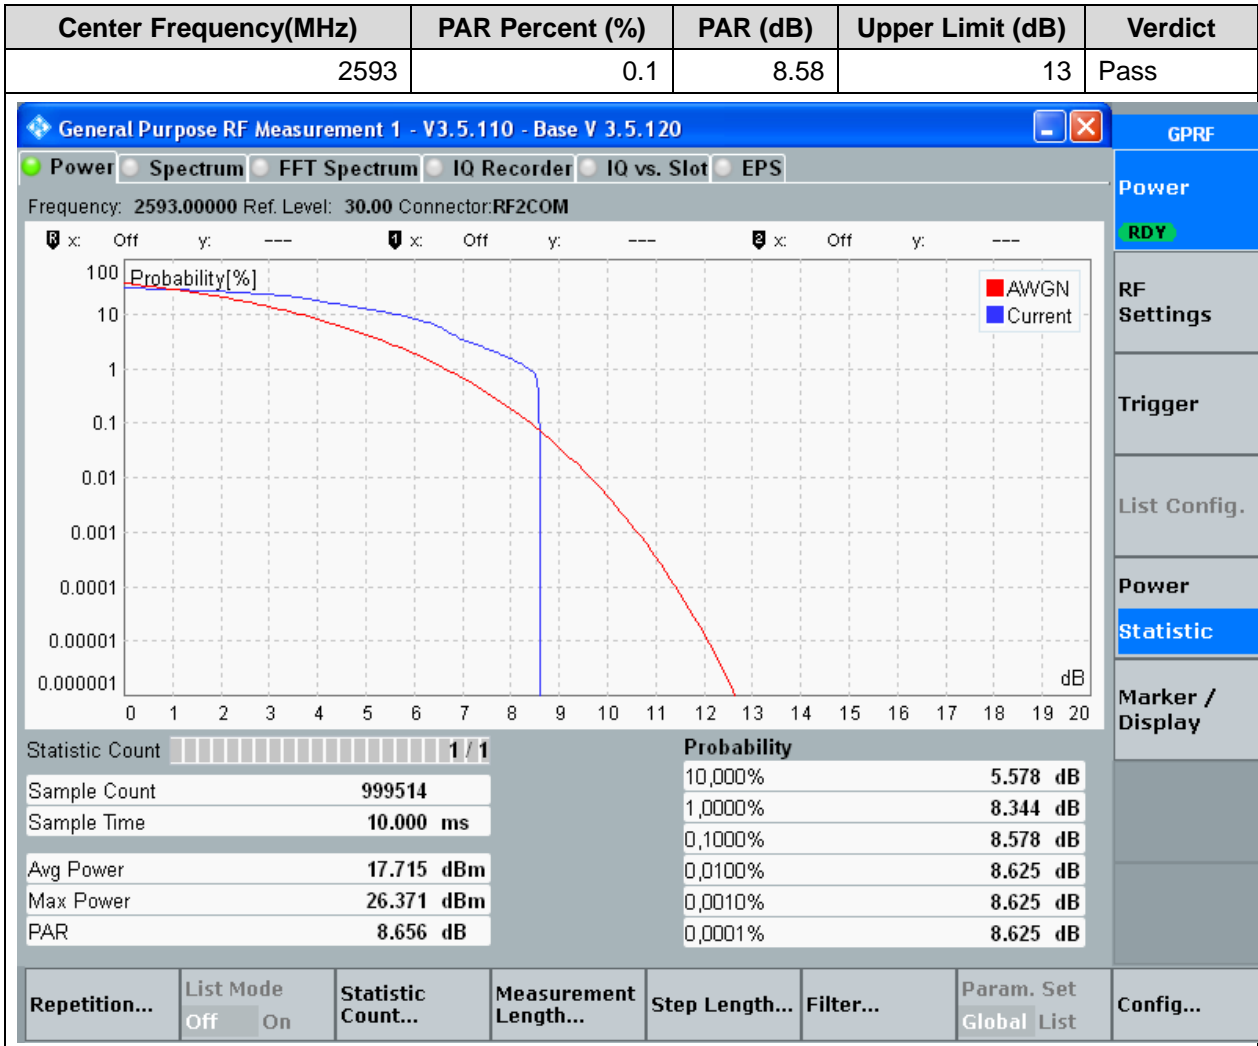 Center Frequency(MHz) PAR Percent (%) PAR (dB) Upper Limit (dB) Verdict
2593 0.1 8.58 13 Pass
General Purpose RF Measurement 1 - V3.5.110 - Base V 3.5.120
GPRF
Power Spectrum FFT Spectrum IQ Recorder IQ vs. Slot EPS
Frequency: 2593.00000 Ref. Level: 30.00 Connector:RF2COM
Power
RDY
R x: Off y: --- 1 x: Off y: --- 2 x: Off y: ---
Probability[%]
AWGN
Current
100
10
1
0.1
0.01
0.001
0.0001
0.00001
0.000001
dB
0 1 2 3 4 5 6 7 8 9 10 11 12 13 14 15 16 17 18 19 20
RF
Settings
Trigger
List Config.
Power
Statistic
Marker /
Display
Statistic Count 1 / 1
Sample Count 999514
Sample Time 10.000 ms
Avg Power 17.715 dBm
Max Power 26.371 dBm
PAR 8.656 dB
Probability
10,000% 5.578 dB
1,0000% 8.344 dB
0,1000% 8.578 dB
0,0100% 8.625 dB
0,0010% 8.625 dB
0,0001% 8.625 dB
Repetition...
List Mode
Off On
Statistic
Count...
Measurement
Length...
Step Length...
Filter...
Param. Set
Global List
Config...